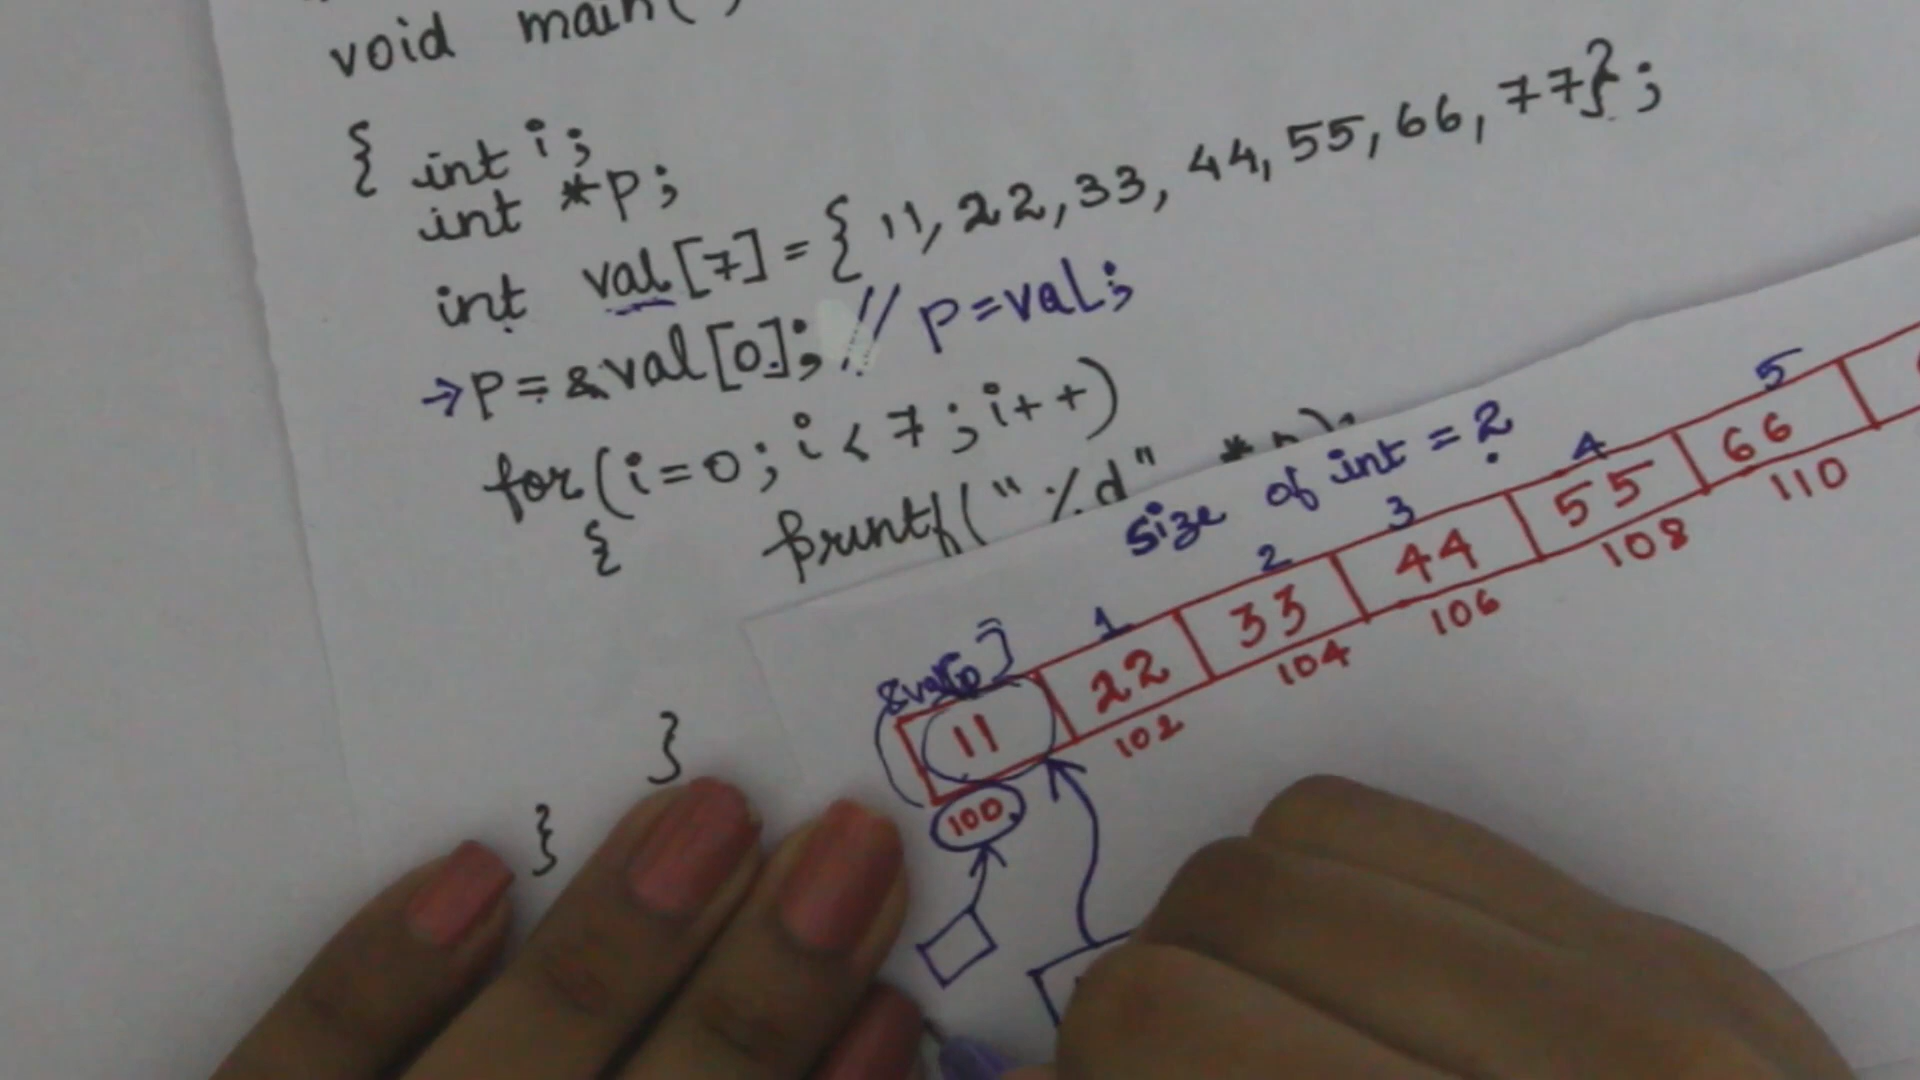 void main(
{ int i;
int *p;
int val[7] = { 11, 22, 33, 44, 55, 66, 77};
→ p = &val[0]; // p=val;
for(i=0; i<7; i++)
{ printf("%d"
}
}
size of int = 2
&val[0] 1 2 3 4 5
11 22 33 44 55 66
100 102 104 106 108 110